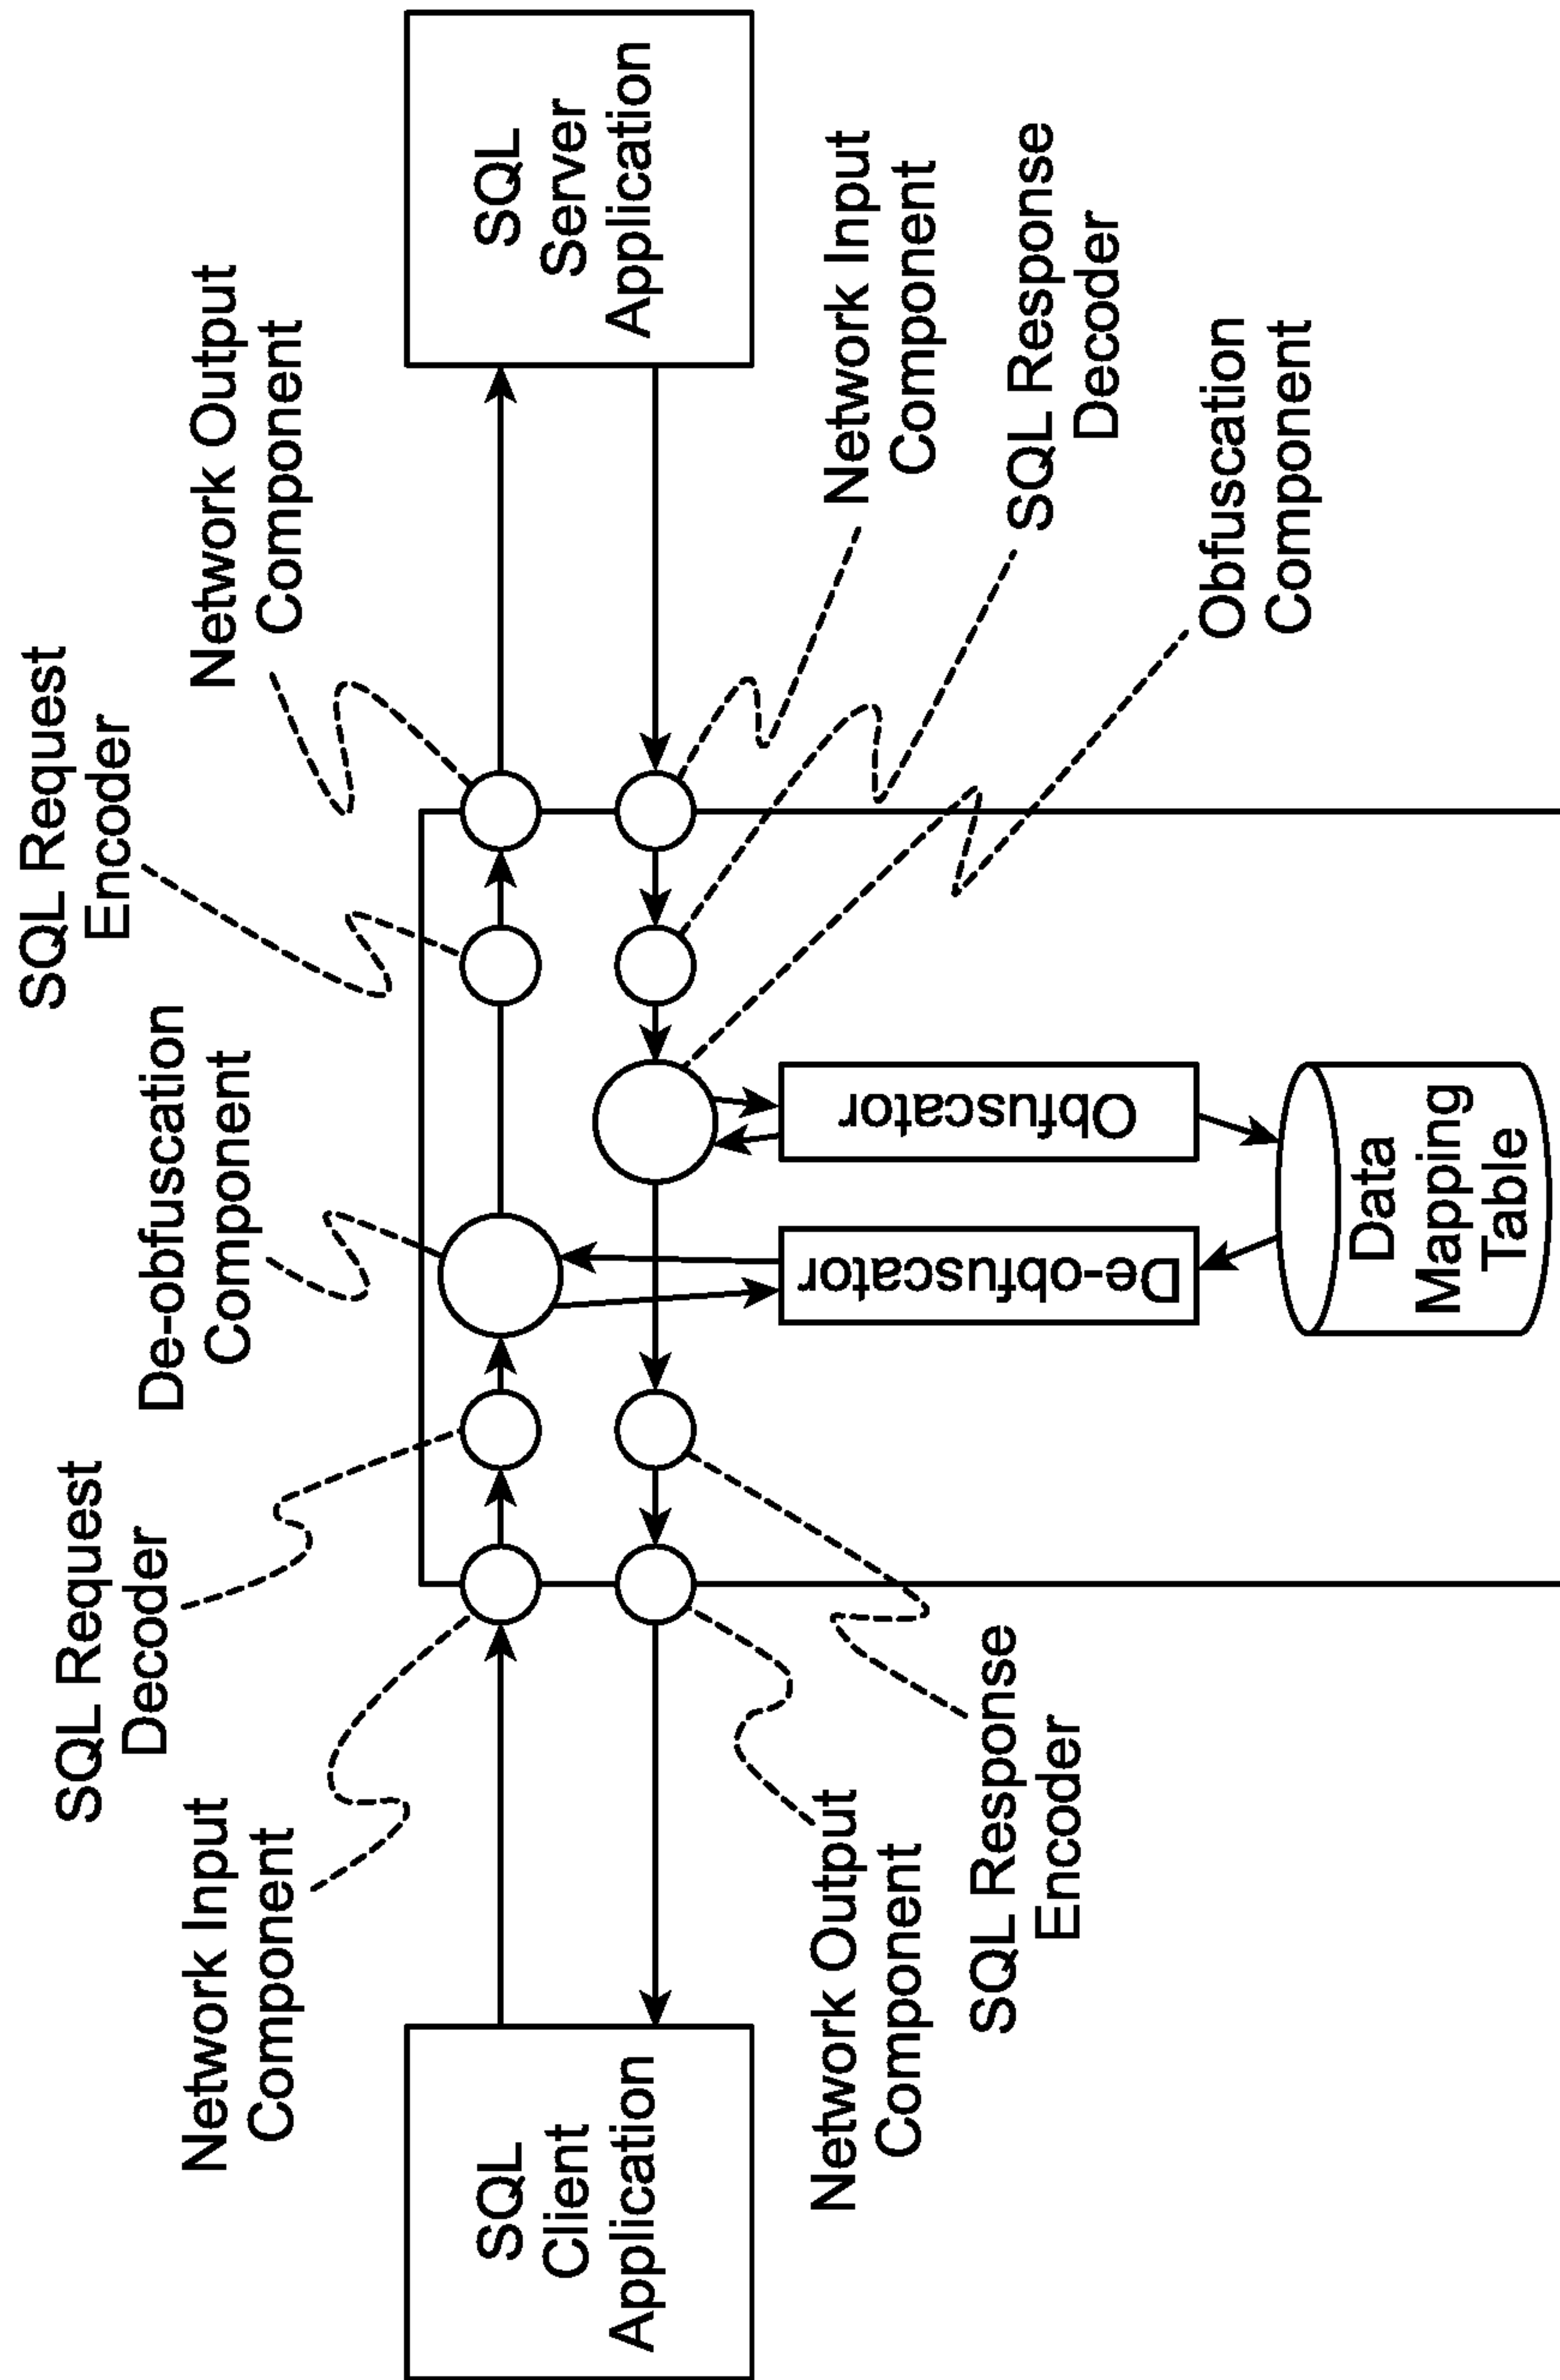 SQL Request
Encoder
Network Output
Component
De-obfuscation
Component
SQL Request
Decoder
Network Input
Component
SQL
Client
Application
SQL
Server
Application
Network Input
Component
SQL Response
Decoder
Obfuscation
Component
Obfuscator
De-obfuscator
Data
Mapping
Table
Network Output
Component
SQL Response
Encoder